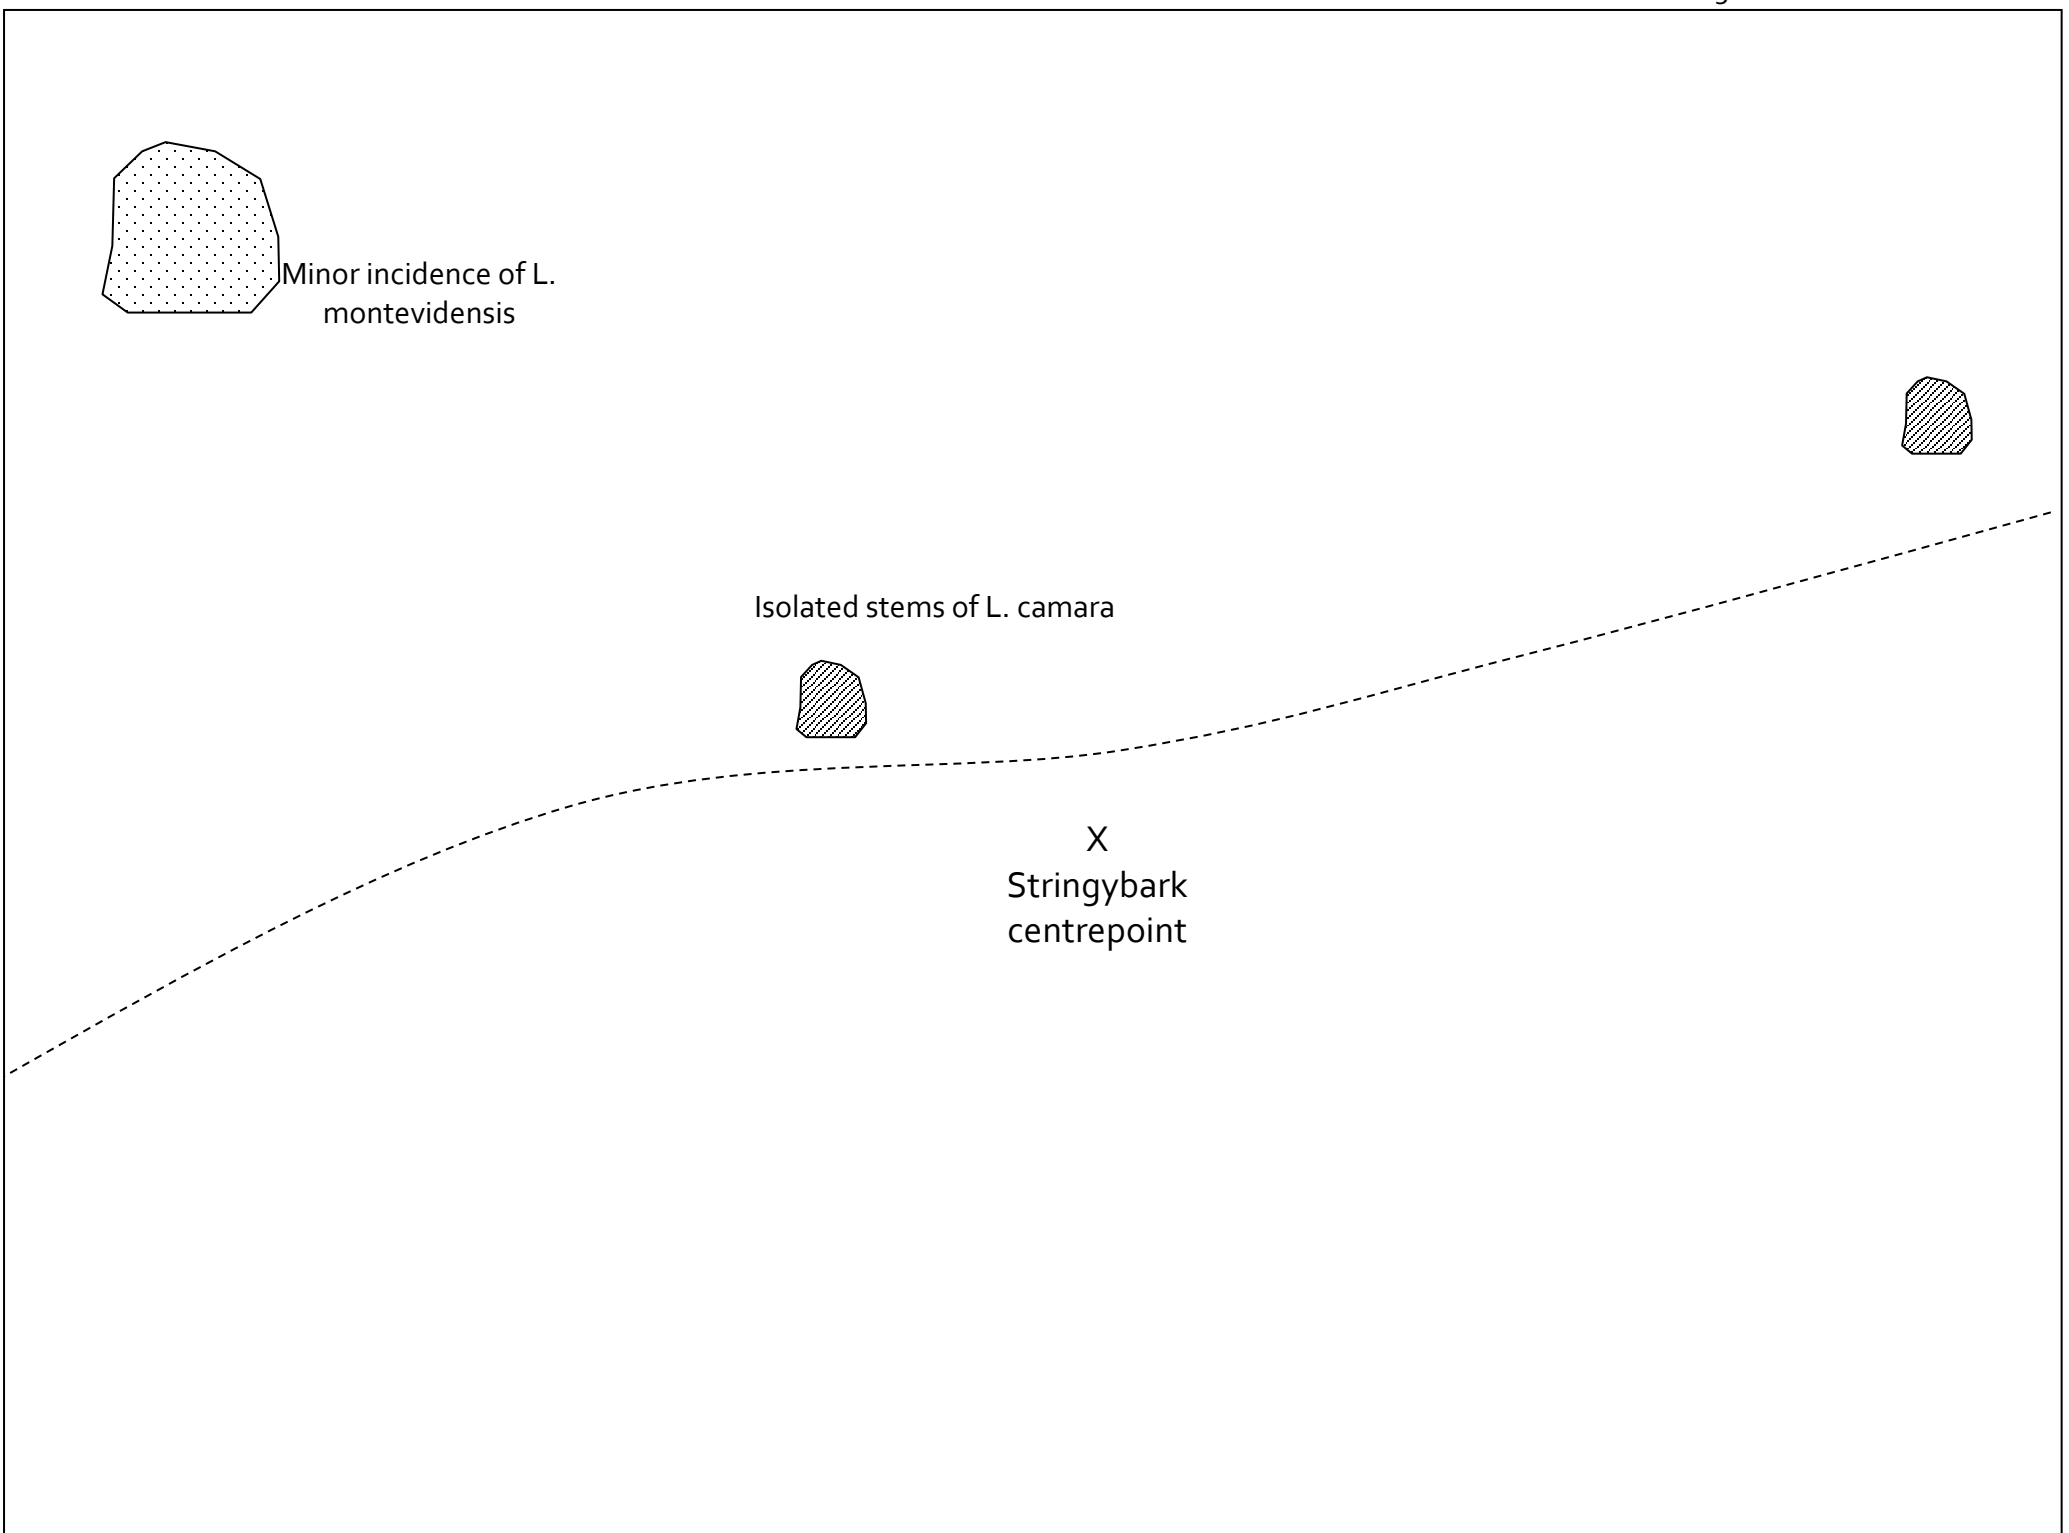 Minor incidence of L.
montevidensis
Isolated stems of L. camara
X
Stringybark
centrepoint